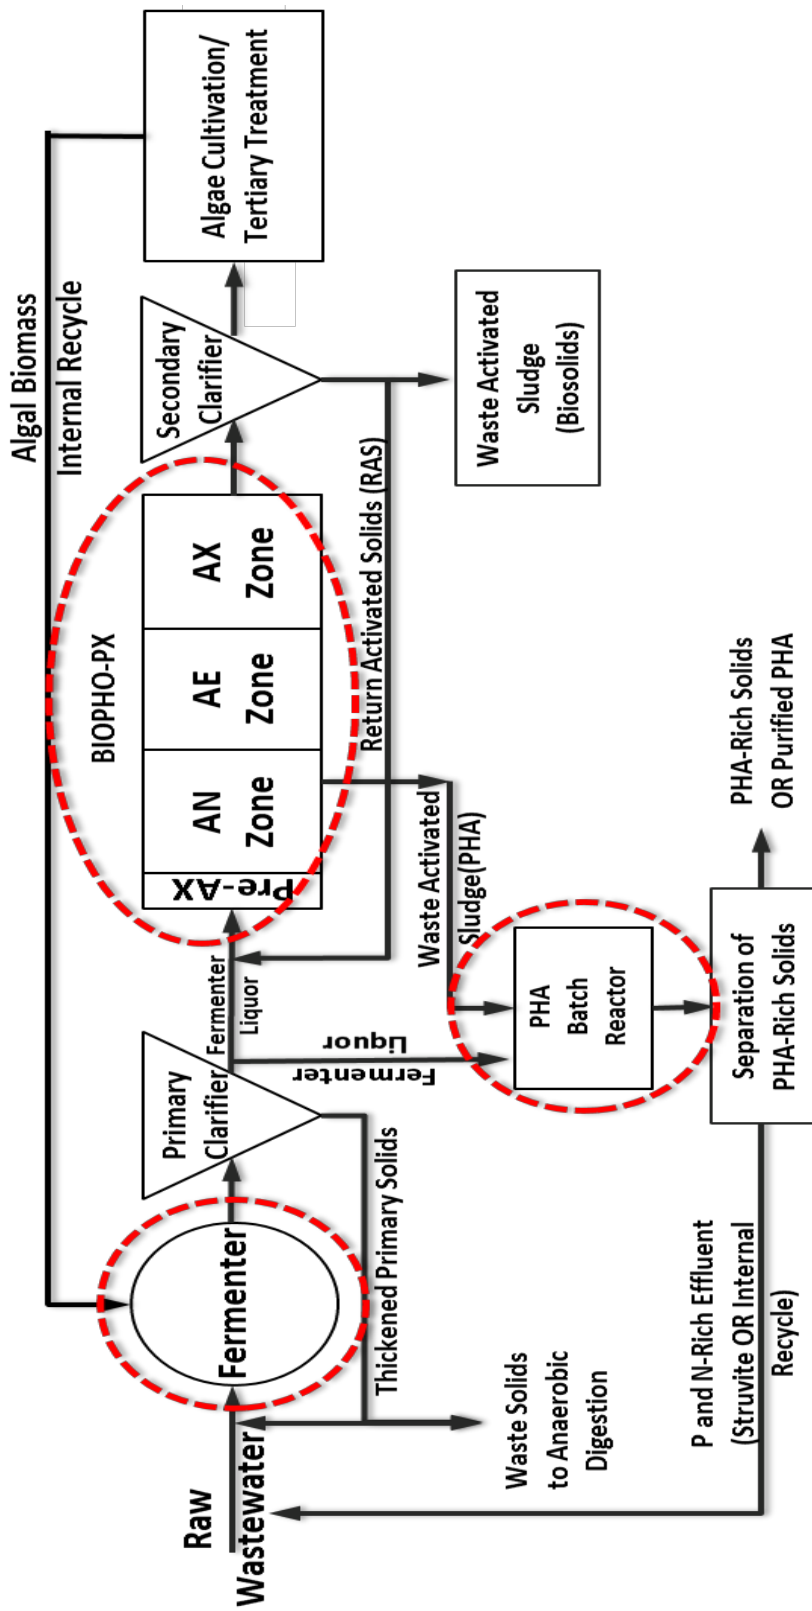 Algal Biomass
Internal Recycle
BIOPHO-PX
Raw
Wastewater
Fermenter
Primary
Clarifier
Fermenter
Liquor
Pre-AX
AN
Zone
AE
Zone
AX
Zone
Secondary
Clarifier
Algae Cultivation/
Tertiary Treatment
Thickened Primary Solids
Fermenter
Liquor
Return Activated Solids (RAS)
Waste Activated
Sludge(PHA)
Waste Activated
Sludge
(Biosolids)
Waste Solids
to Anaerobic
Digestion
PHA
Batch
Reactor
P and N-Rich Effluent
(Struvite OR Internal
Recycle)
Separation of
PHA-Rich Solids
PHA-Rich Solids
OR Purified PHA